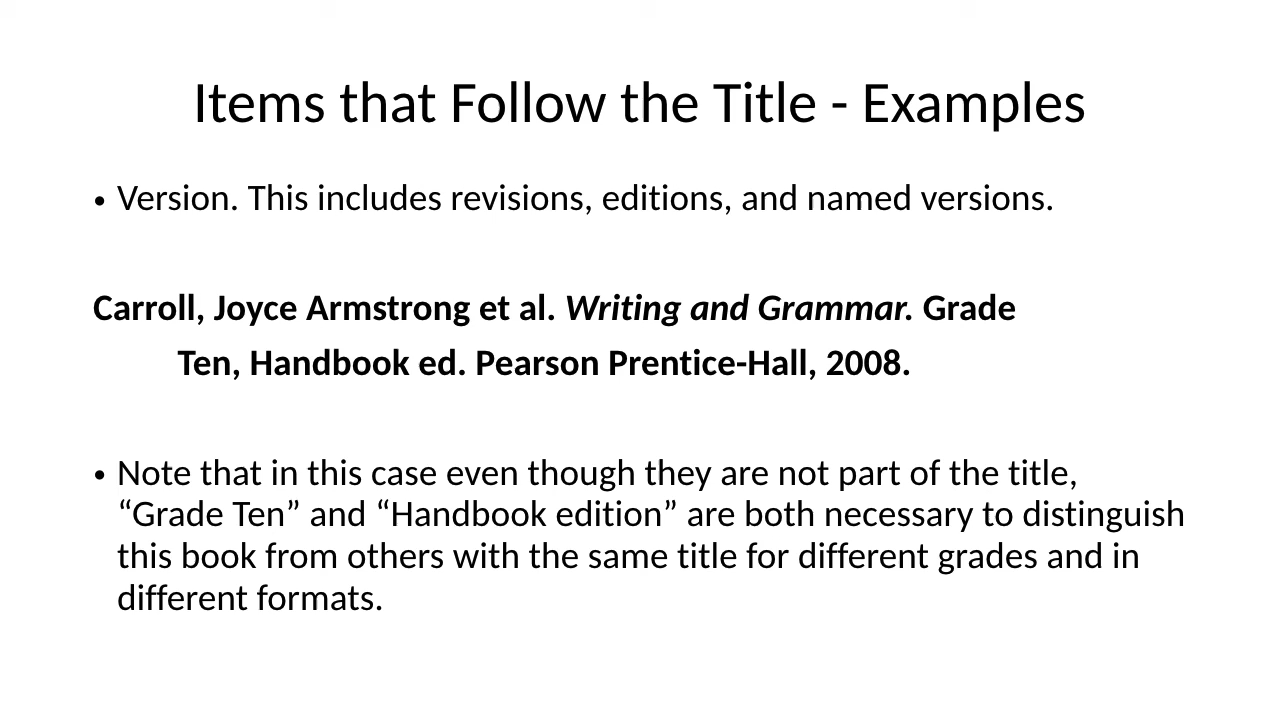 Items that Follow the Title - Examples
• Version. This includes revisions, editions, and named versions.
Carroll, Joyce Armstrong et al. Writing and Grammar. Grade
Ten, Handbook ed. Pearson Prentice-Hall, 2008.
• Note that in this case even though they are not part of the title,
“Grade Ten” and “Handbook edition” are both necessary to distinguish
this book from others with the same title for different grades and in
different formats.